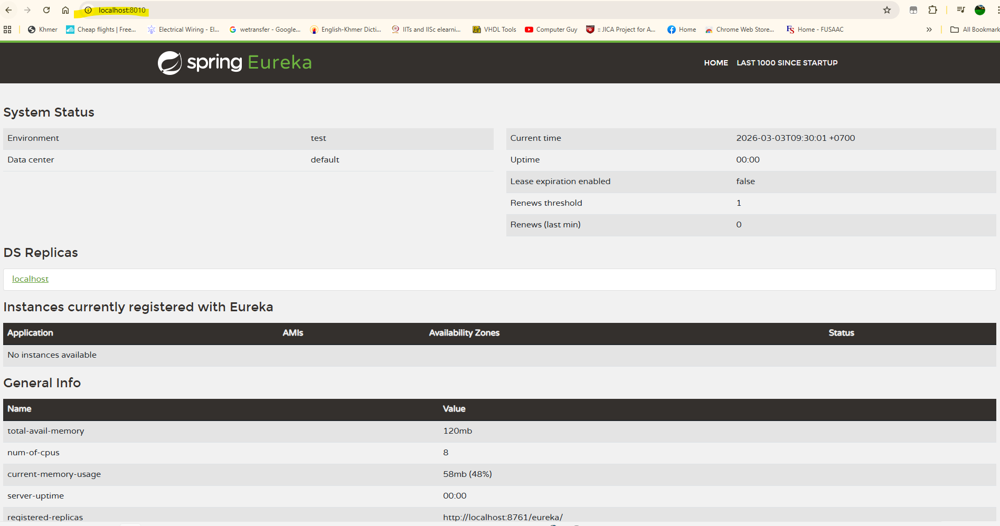 localhost:8010
Khmer Cheap flights | Free... Electrical Wiring - El... wetransfer - Google... English-Khmer Dicti... IITs and IISc elearni... VHDL Tools Computer Guy :: JICA Project for A... Home Chrome Web Store... Home - FUSAAC » All Bookmark
spring Eureka HOME LAST 1000 SINCE STARTUP
System Status
Environment test
Data center default
Current time 2026-03-03T09:30:01 +0700
Uptime 00:00
Lease expiration enabled false
Renews threshold 1
Renews (last min) 0
DS Replicas
localhost
Instances currently registered with Eureka
Application AMIs Availability Zones Status
No instances available
General Info
Name Value
total-avail-memory 120mb
num-of-cpus 8
current-memory-usage 58mb (48%)
server-uptime 00:00
registered-replicas http://localhost:8761/eureka/